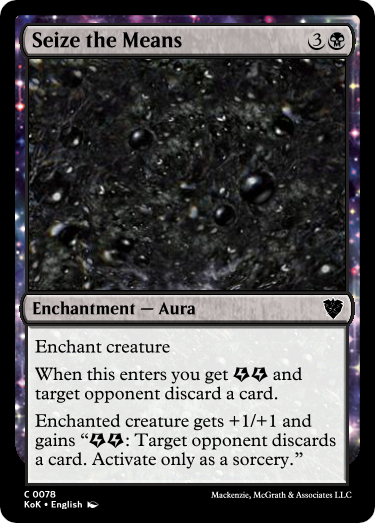 Seize the Means 3
Enchantment — Aura
Enchant creature
When this enters you get and
target opponent discard a card.
Enchanted creature gets +1/+1 and
gains “: Target opponent discards
a card. Activate only as a sorcery.”
C 0078
KoK • English Mackenzie, McGrath & Associates LLC